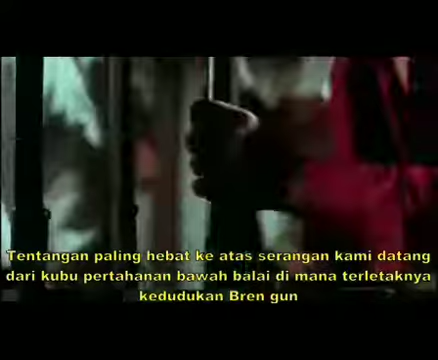 Tentangan paling hebat ke atas serangan kami datang
dari kubu pertahanan bawah balai di mana terletaknya
kedudukan Bren gun